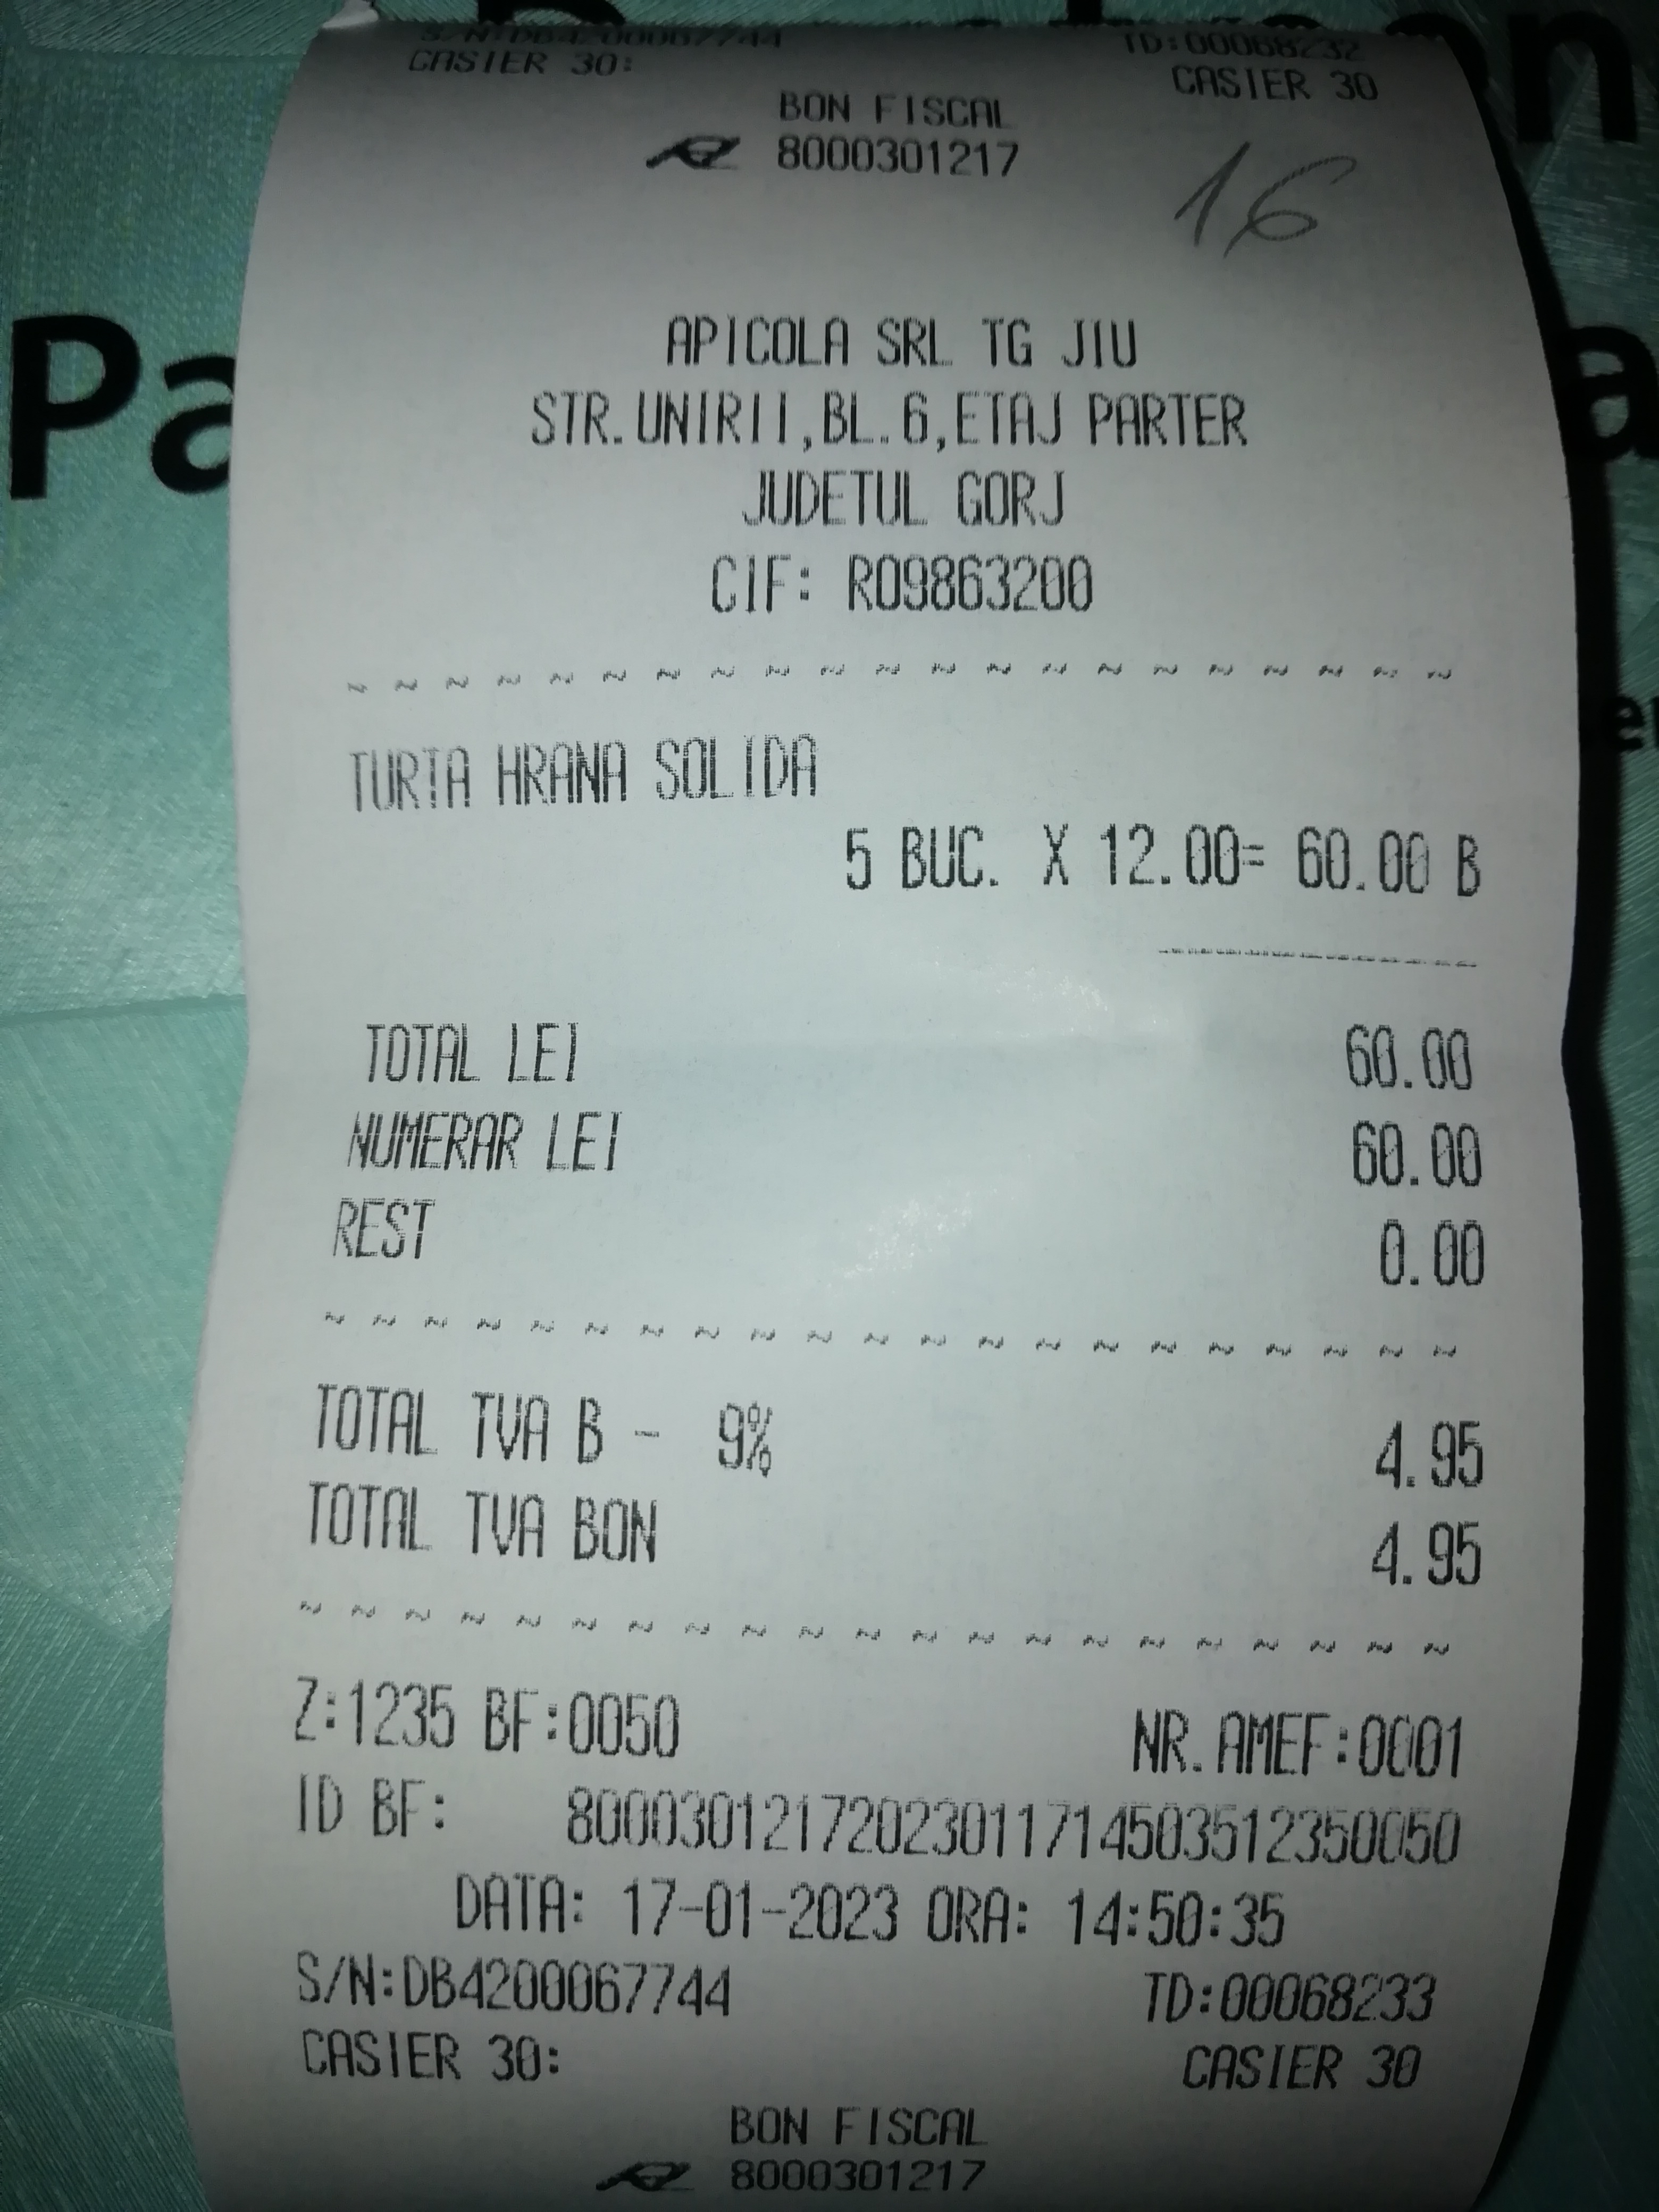 S/N:DB4200067744 TD:00068232
CASIER 30: CASIER 30
BON FISCAL
8000301217
16
APICOLA SRL TG JIU
STR.UNIRII,BL.6,ETAJ PARTER
JUDETUL GORJ
CIF: RO9863200
~ ~ ~ ~ ~ ~ ~ ~ ~ ~ ~ ~ ~ ~ ~ ~ ~ ~ ~ ~ ~
TURTA HRANA SOLIDA
5 BUC. X 12.00= 60.00 B
TOTAL LEI 60.00
NUMERAR LEI 60.00
REST 0.00
~ ~ ~ ~ ~ ~ ~ ~ ~ ~ ~ ~ ~ ~ ~ ~ ~ ~ ~ ~ ~
TOTAL TVA B - 9% 4.95
TOTAL TVA BON 4.95
~ ~ ~ ~ ~ ~ ~ ~ ~ ~ ~ ~ ~ ~ ~ ~ ~ ~ ~ ~ ~
Z:1235 BF:0050 NR.AMEF:0001
ID BF: 80003012172023011714503512350050
DATA: 17-01-2023 ORA: 14:50:35
S/N:DB4200067744 TD:00068233
CASIER 30: CASIER 30
BON FISCAL
8000301217